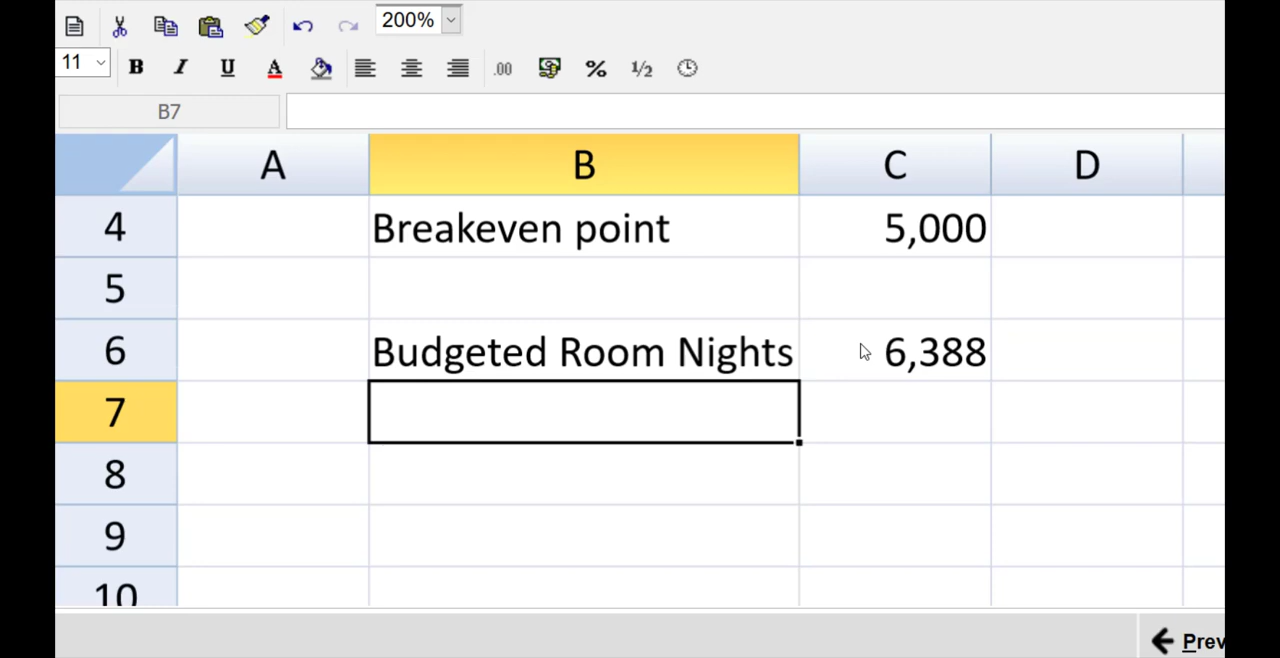 200%
11 B I U A .00 % ½
B7
A B C D
4 Breakeven point 5,000
5
6 Budgeted Room Nights 6,388
7
8
9
10
Prev